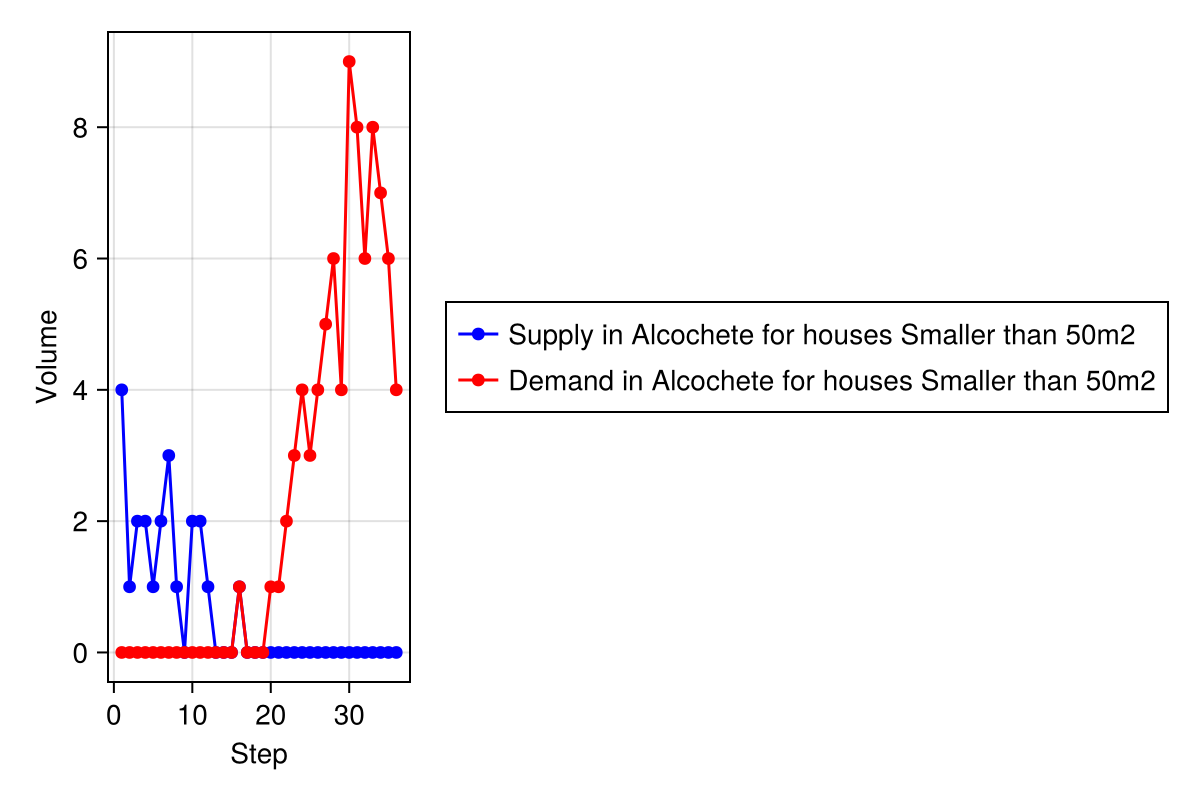 8
6
4
2
0
Volume
0 10 20 30
Step
Supply in Alcochete for houses Smaller than 50m2
Demand in Alcochete for houses Smaller than 50m2